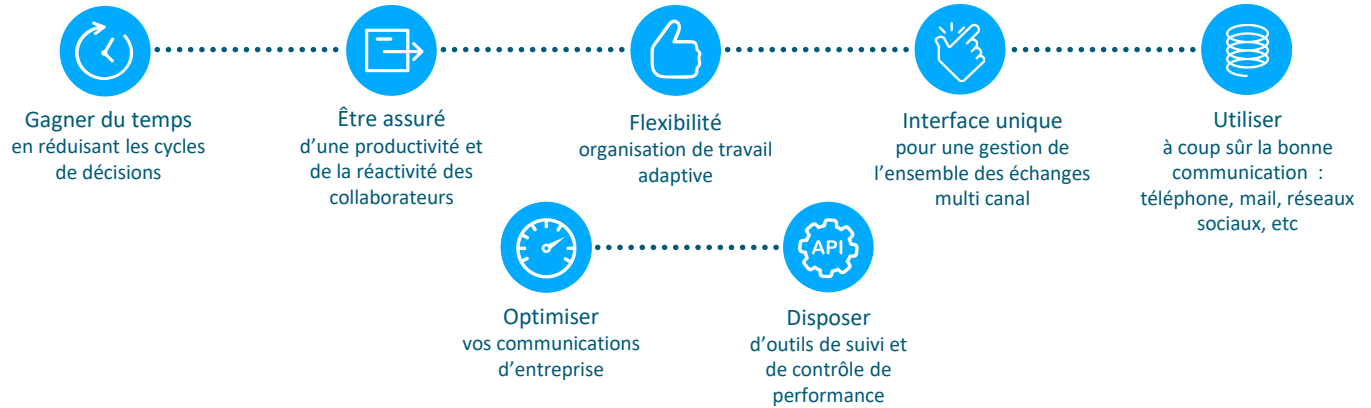 Gagner du temps
en réduisant les cycles
de décisions
Être assuré
d'une productivité et
de la réactivité des
collaborateurs
Flexibilité
organisation de travail
adaptive
Interface unique
pour une gestion de
l'ensemble des échanges
multi canal
Utiliser
à coup sûr la bonne
communication :
téléphone, mail, réseaux
sociaux, etc
API
Optimiser
vos communications
d'entreprise
Disposer
d'outils de suivi et
de contrôle de
performance